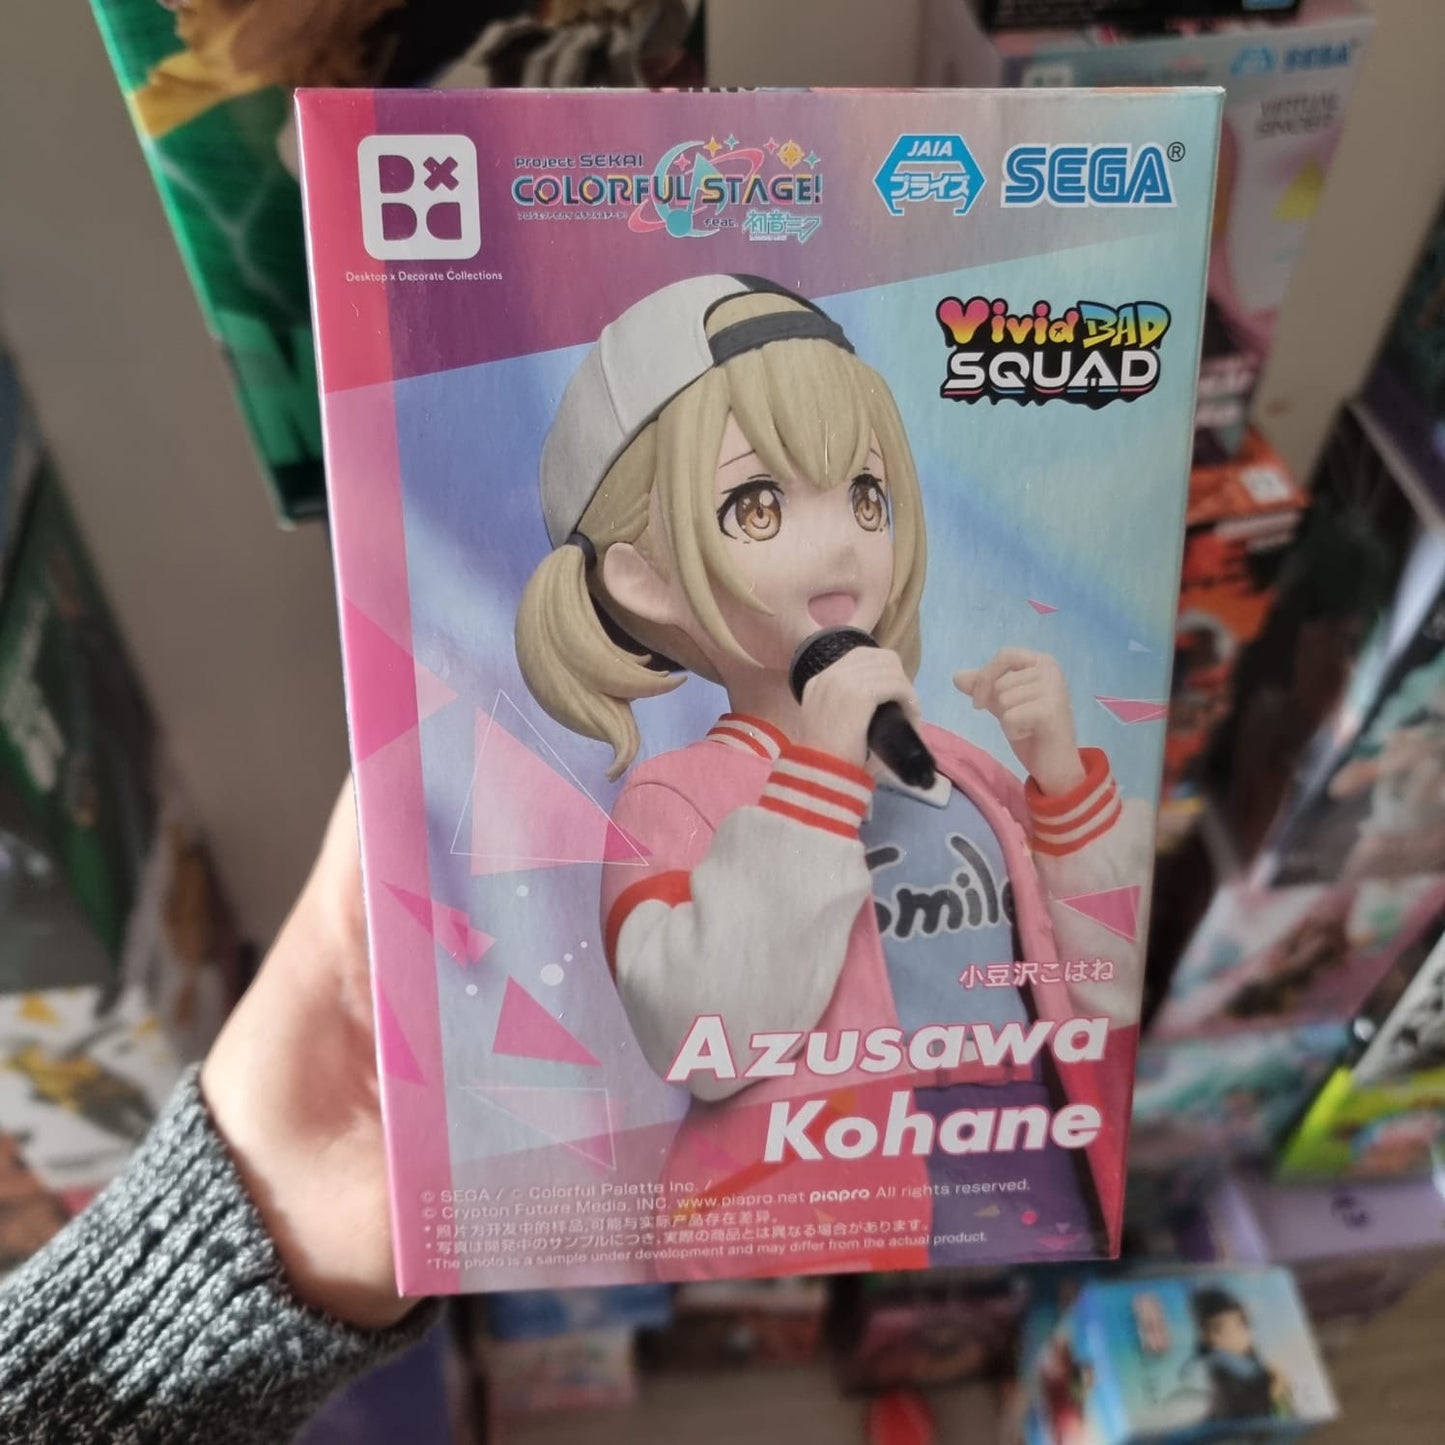 D×DD
Desktop x Decorate Collections
Project SEKAI
COLORFUL STAGE!
feat. 初音ミク
JAIA
プライズ
SEGA®
Vivid BAD
SQUAD
Smile
小豆沢こはね
Azusawa
Kohane
© SEGA / © Colorful Palette Inc. /
© Crypton Future Media, INC. www.piapro.net piapro All rights reserved.
*照片为开发中的样品,可能与实际产品存在差异。
*写真は開発中のサンプルにつき、実際の商品とは異なる場合があります。
*The photo is a sample under development and may differ from the actual product.
SEGA
VIRTUAL
SINGER